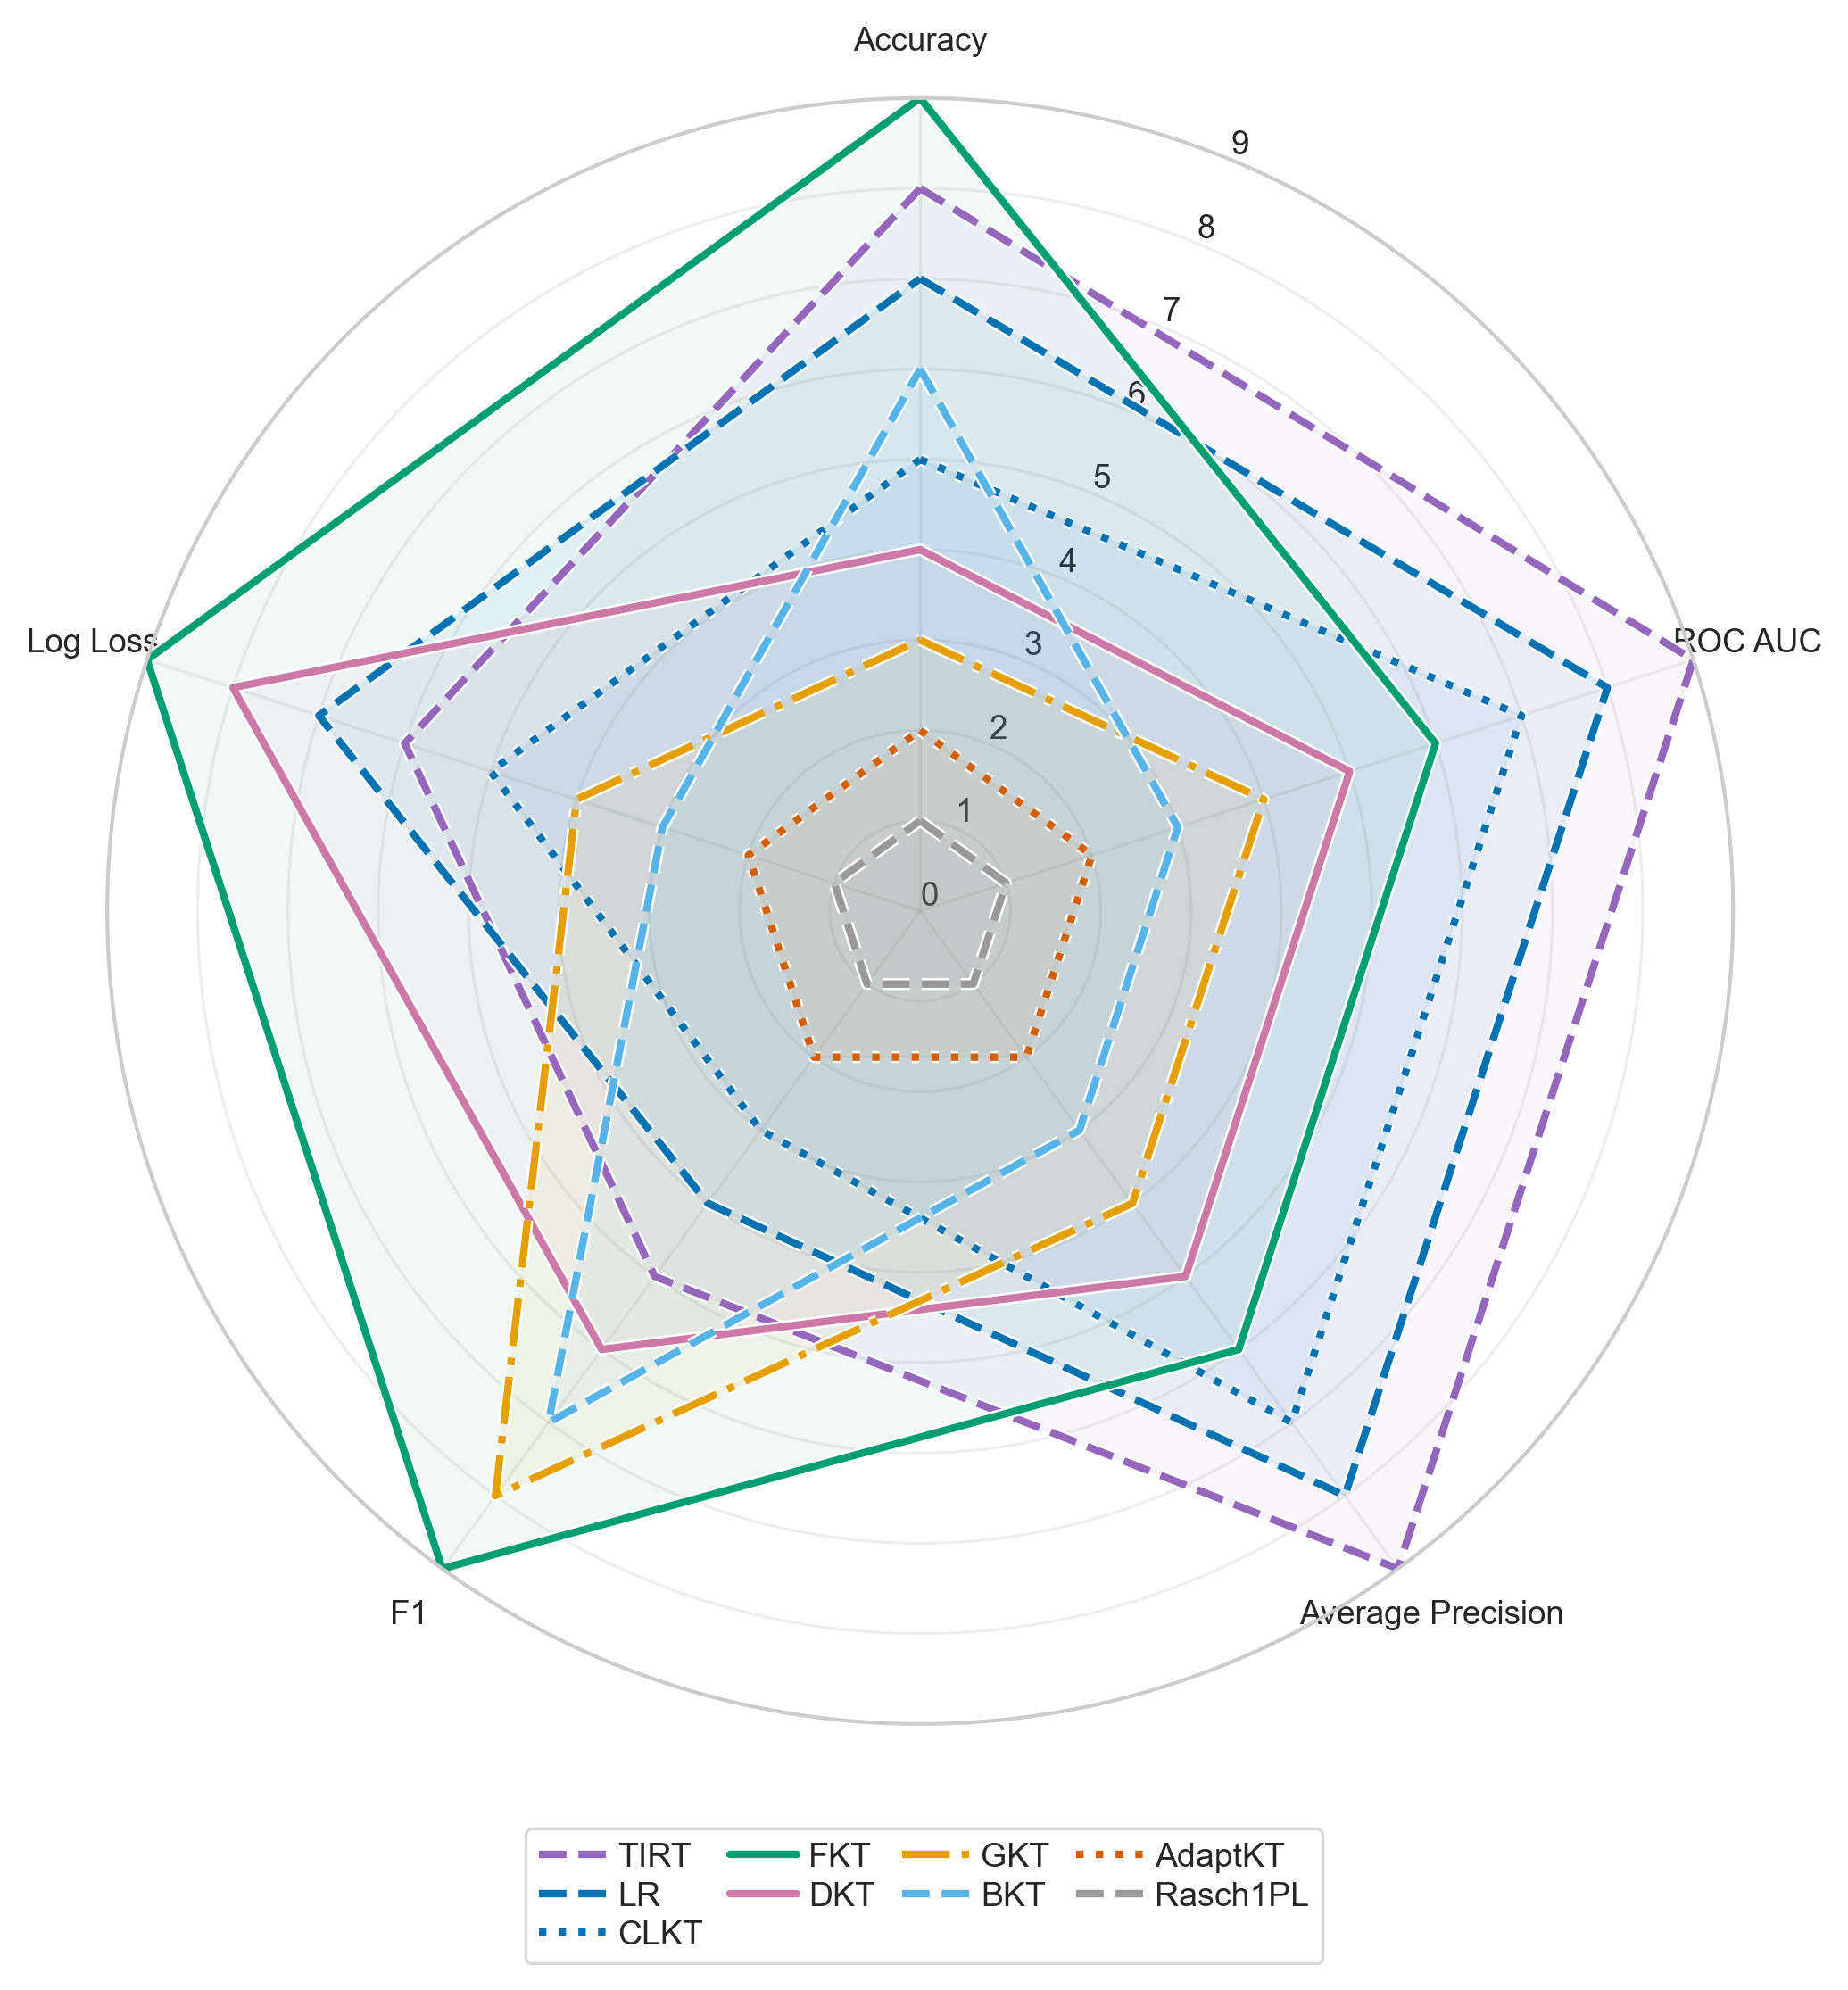 Accuracy
9
8
7
6
5
4
3
2
1
0
Log Loss
ROC AUC
F1
Average Precision
TIRT FKT GKT AdaptKT
LR DKT BKT Rasch1PL
CLKT